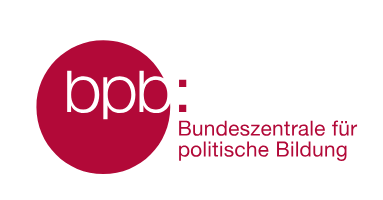 bpb:
Bundeszentrale für
politische Bildung